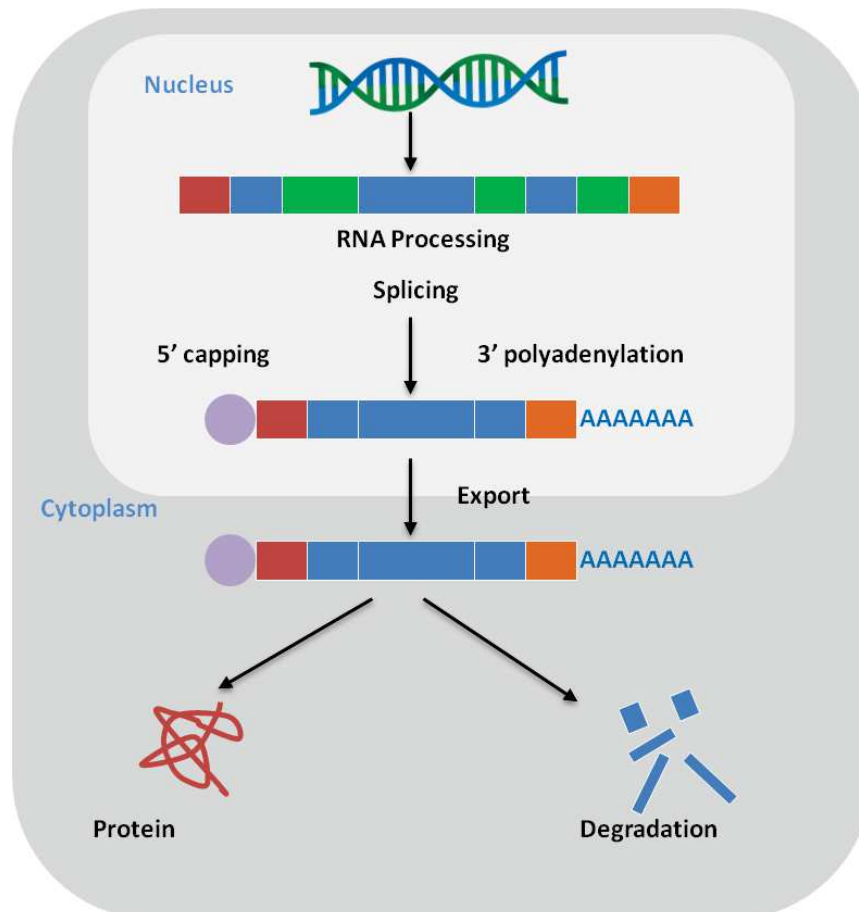 Nucleus
RNA Processing
Splicing
5’ capping
3’ polyadenylation
AAAAAAA
Export
Cytoplasm
AAAAAAA
Protein
Degradation